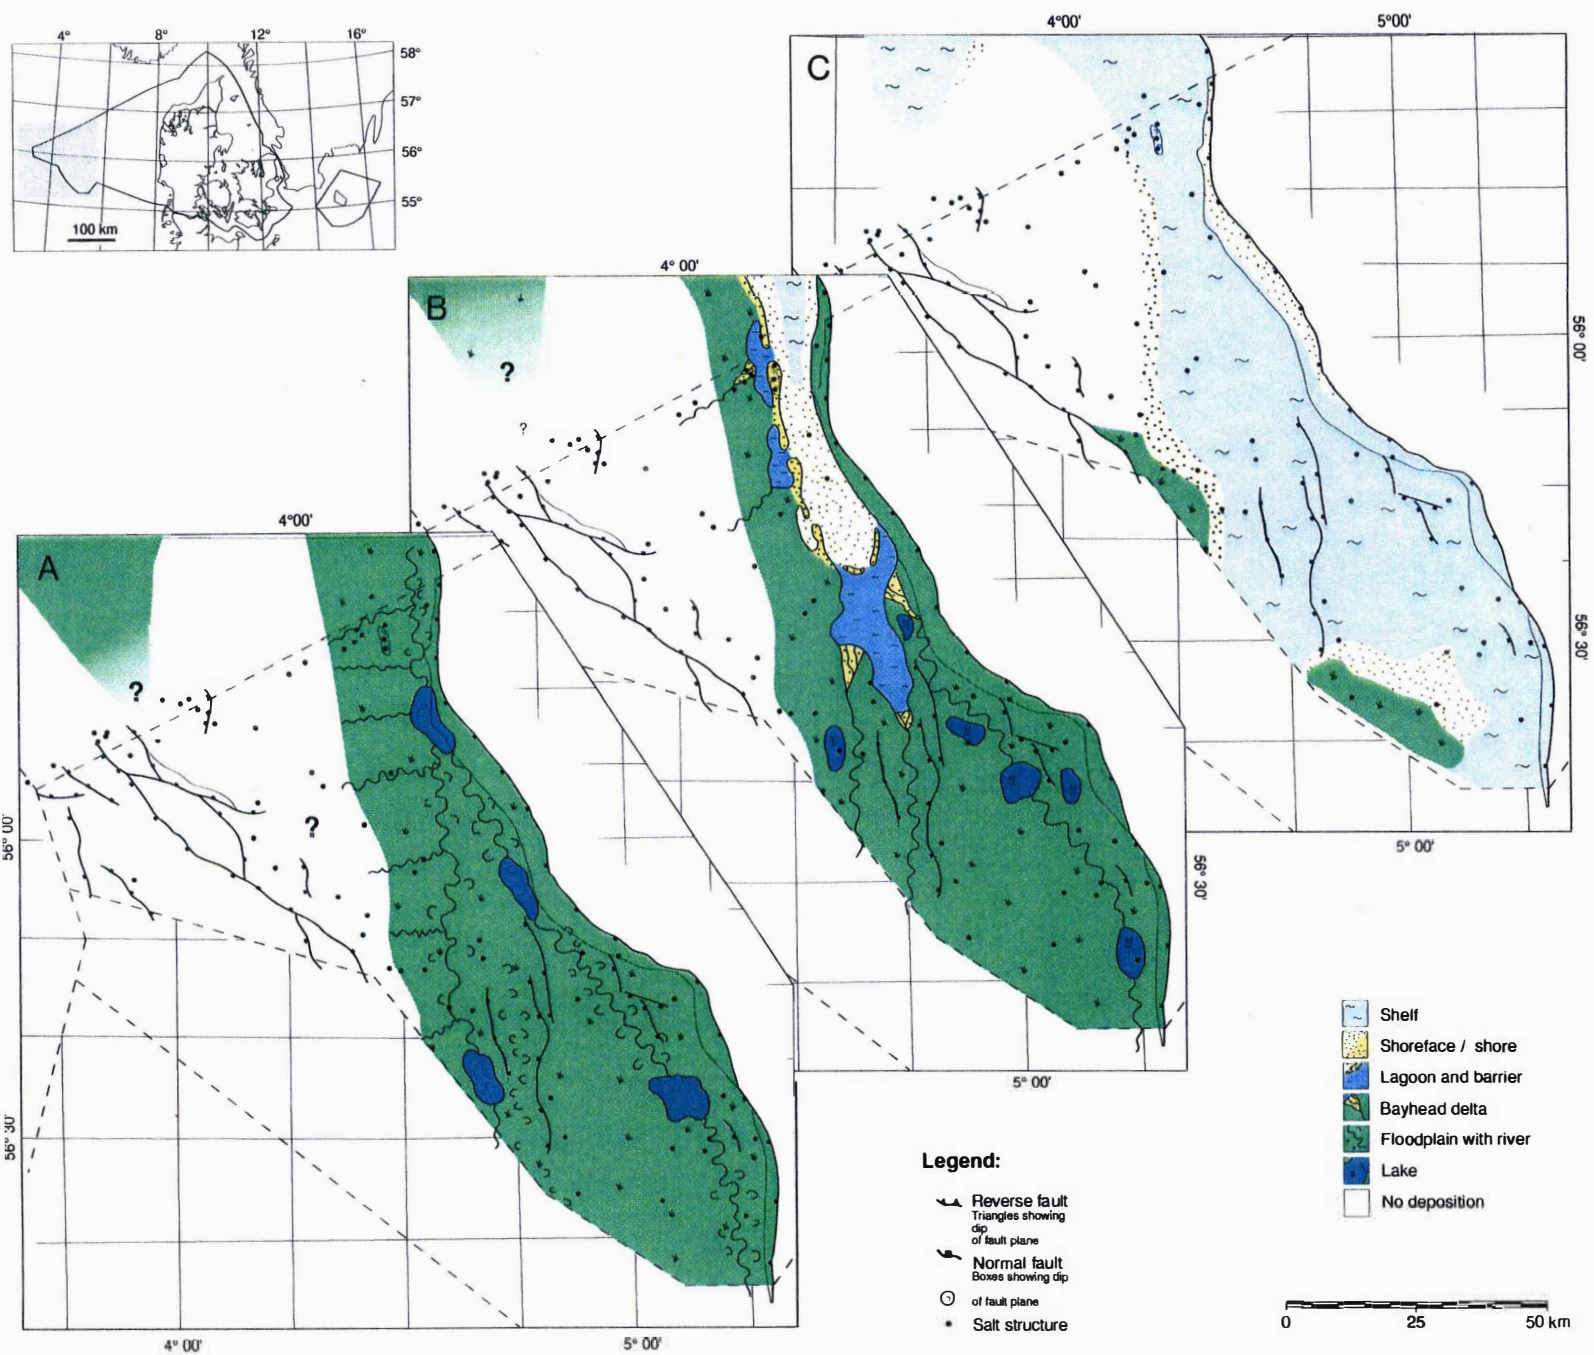 4° 8° 12° 16°
58°
57°
56°
55°
100 km
4°00' 5°00'
C
56° 00'
56° 30'
5° 00'
4° 00'
B
?
?
56° 30'
5° 00'
4°00'
A
?
?
56° 00'
56° 30'
4° 00' 5° 00'
Shelf
Shoreface / shore
Lagoon and barrier
Bayhead delta
Floodplain with river
Lake
No deposition
Legend:
Reverse fault
Triangles showing
dip
of fault plane
Normal fault
Boxes showing dip
of fault plane
Salt structure
0 25 50 km